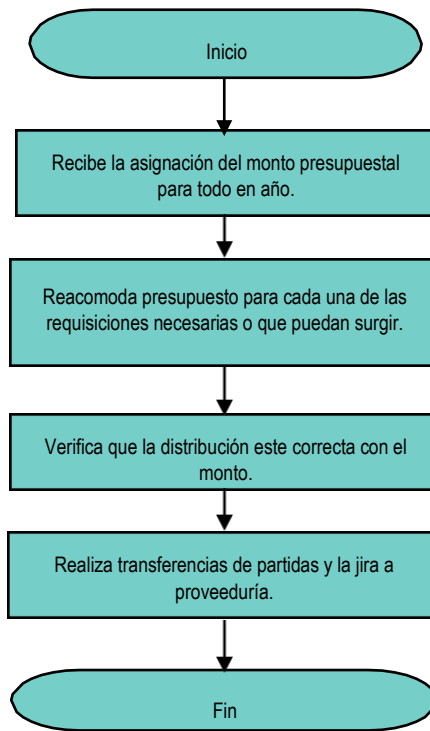 Inicio
Recibe la asignación del monto presupuestal
para todo en año.
Reacomoda presupuesto para cada una de las
requisiciones necesarias o que puedan surgir.
Verifica que la distribución este correcta con el
monto.
Realiza transferencias de partidas y la jira a
proveeduría.
Fin